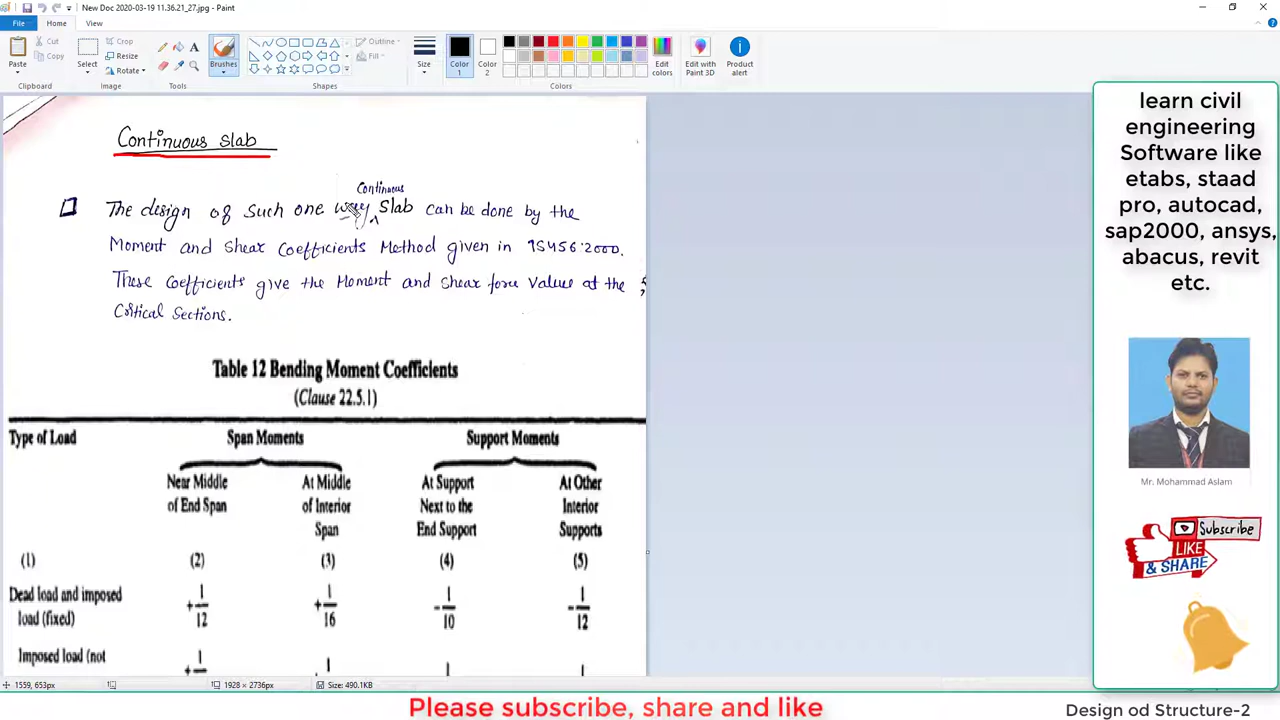 New Doc 2020-03-19 11.36.21_27.jpg - Paint
File
Home
View
Paste
Cut
Copy
Clipboard
Select
Crop
Resize
Rotate
Image
Tools
Brushes
Shapes
Outline
Fill
Size
Color
1
Color
2
Edit
colors
Colors
Edit with
Paint 3D
Product
alert
Continuous slab
Continuous
The design of such one way slab can be done by the
Moment and Shear Coefficients Method given in IS456:2000.
These Coefficients give the Moment and Shear force Values at the
Critical Sections.
Table 12 Bending Moment Coefficients
(Clause 22.5.1)
Type of Load
Span Moments
Support Moments
Near Middle
of End Span
At Middle
of Interior
Span
At Support
Next to the
End Support
At Other
Interior
Supports
(1)
(2)
(3)
(4)
(5)
Dead load and imposed
load (fixed)
+1/12
+1/16
-1/10
-1/12
Imposed load (not
1559, 653px
1928 × 2736px
Size: 490.1KB
learn civil
engineering
Software like
etabs, staad
pro, autocad,
sap2000, ansys,
abacus, revit
etc.
Mr. Mohammad Aslam
Subscribe
LIKE
& SHARE
Please subscribe, share and like
Design od Structure-2